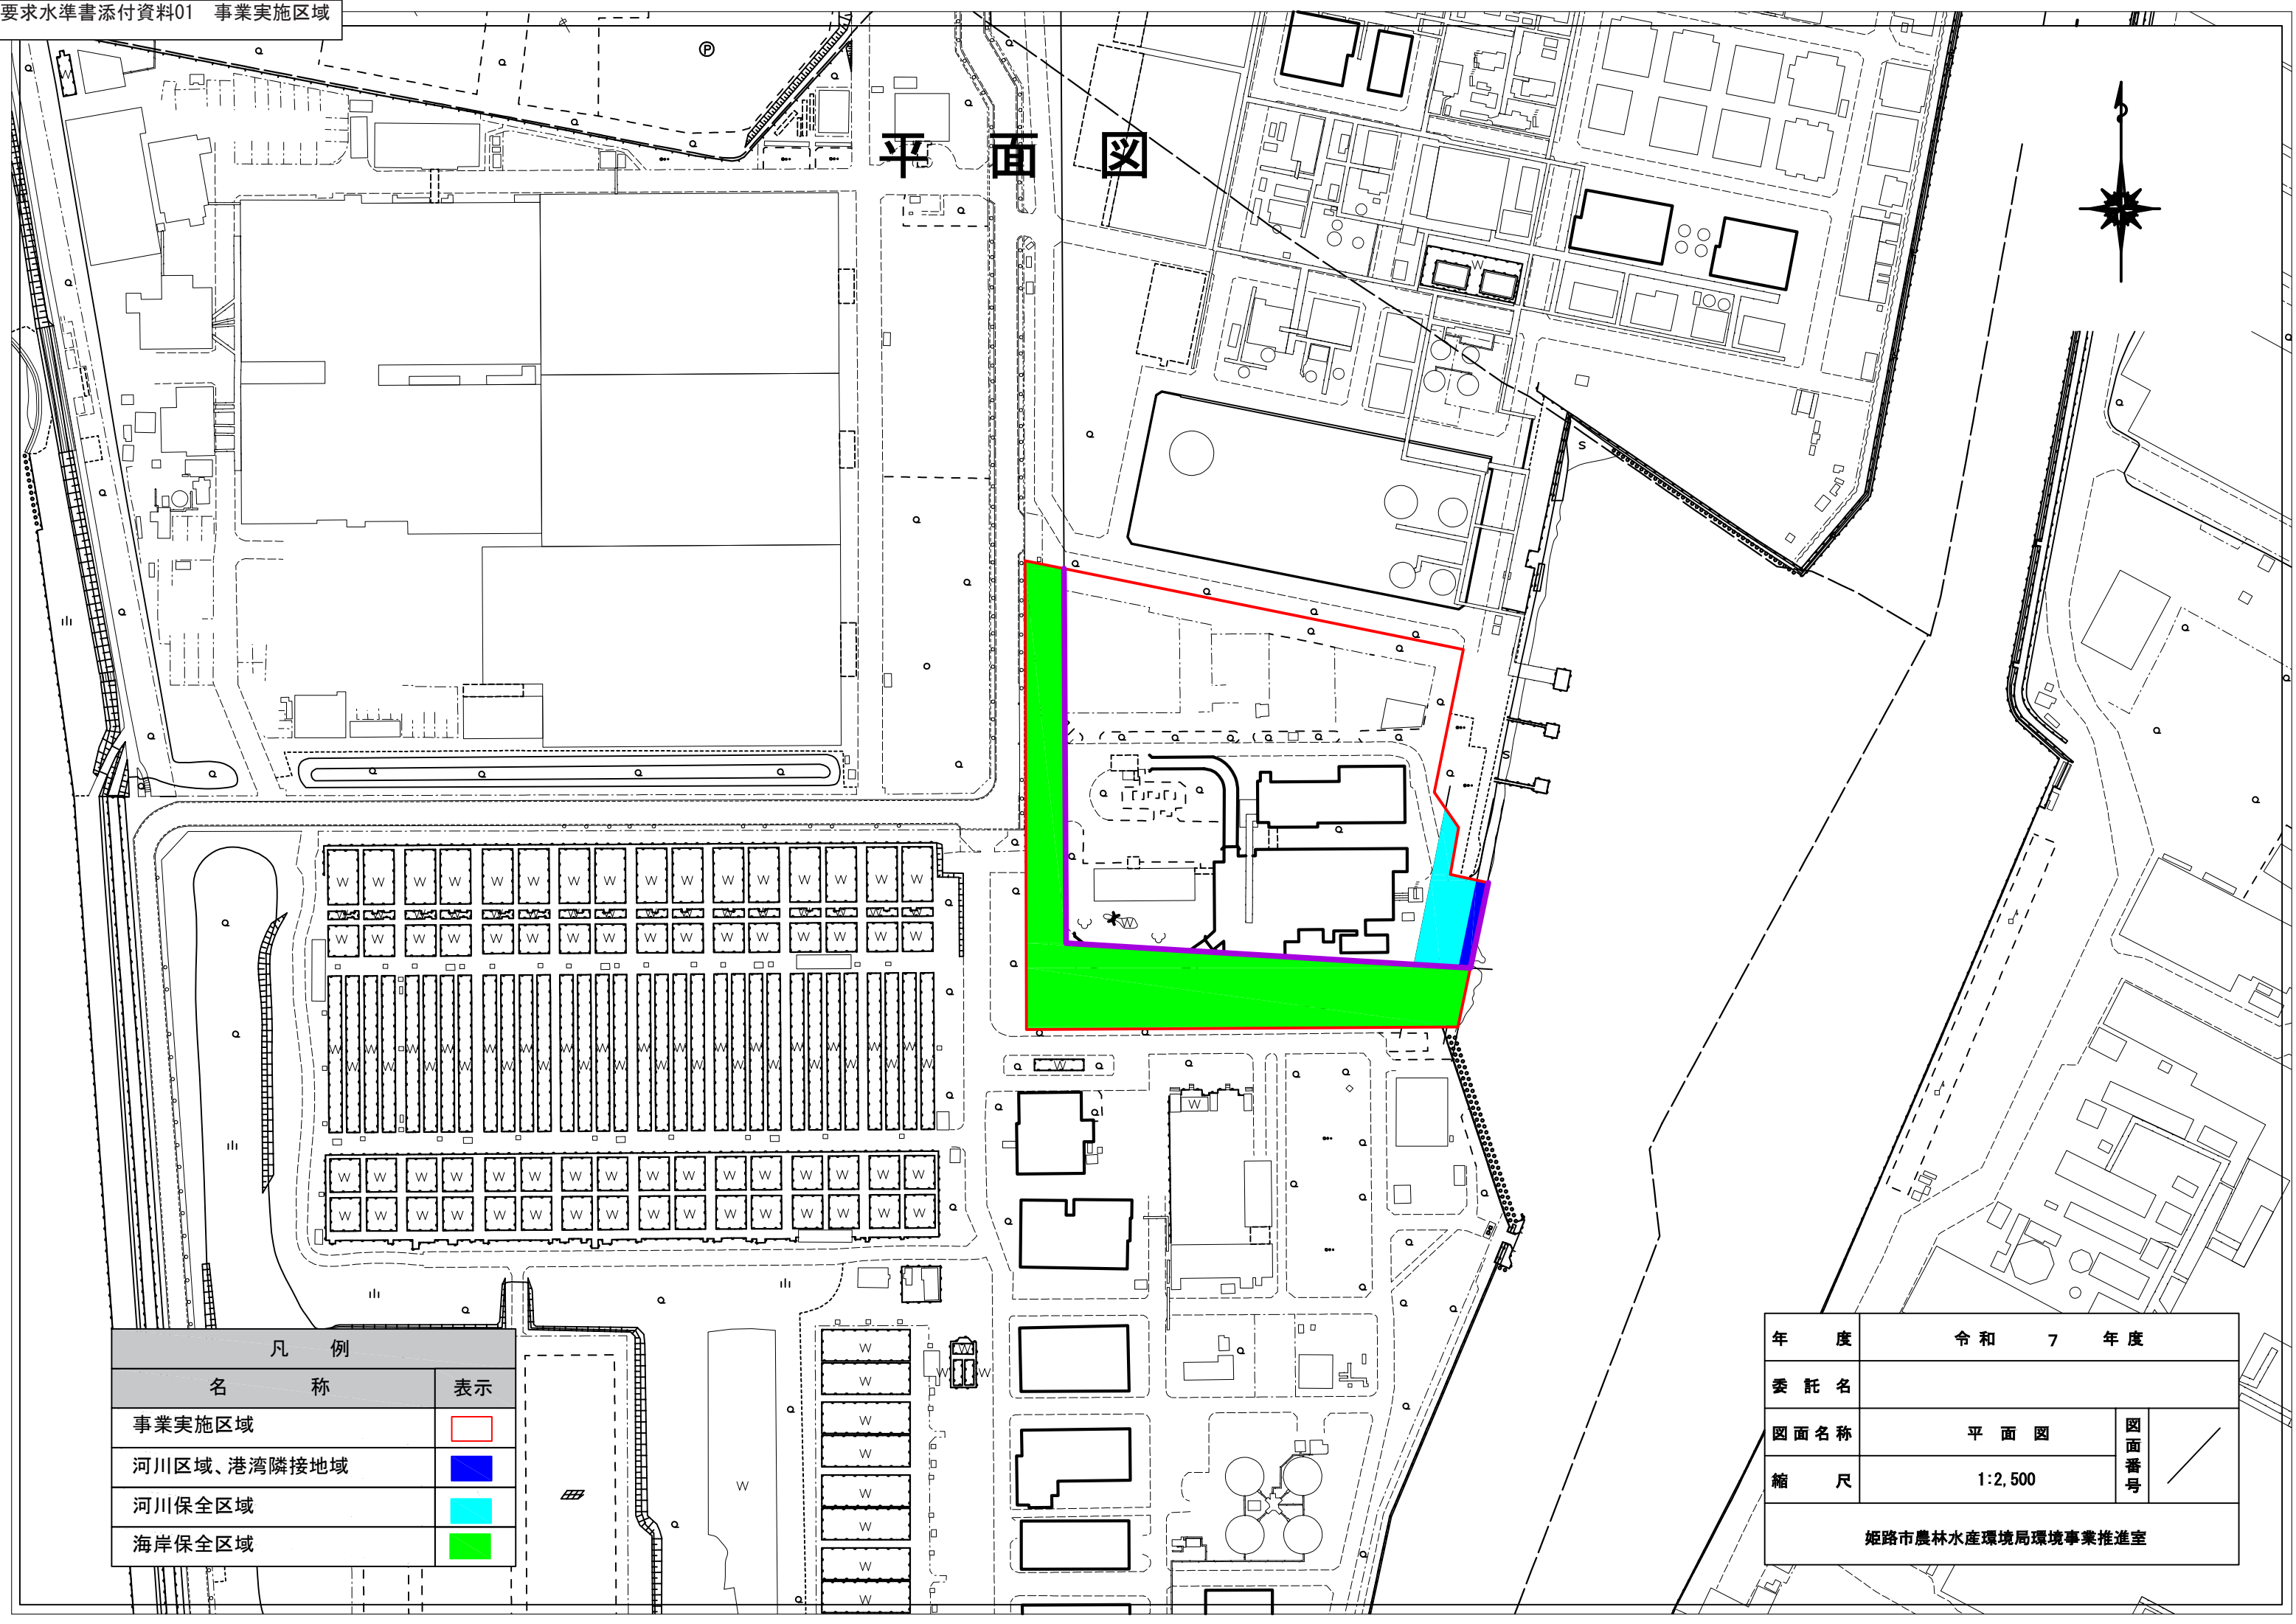 要求水準書添付資料01　事業実施区域
平　面　図
凡　例
名　称　表示
事業実施区域
河川区域、港湾隣接地域
河川保全区域
海岸保全区域
年　度　令和　7　年度
委託名
図面名称　平面図　図面番号
縮　尺　1:2,500
姫路市農林水産環境局環境事業推進室